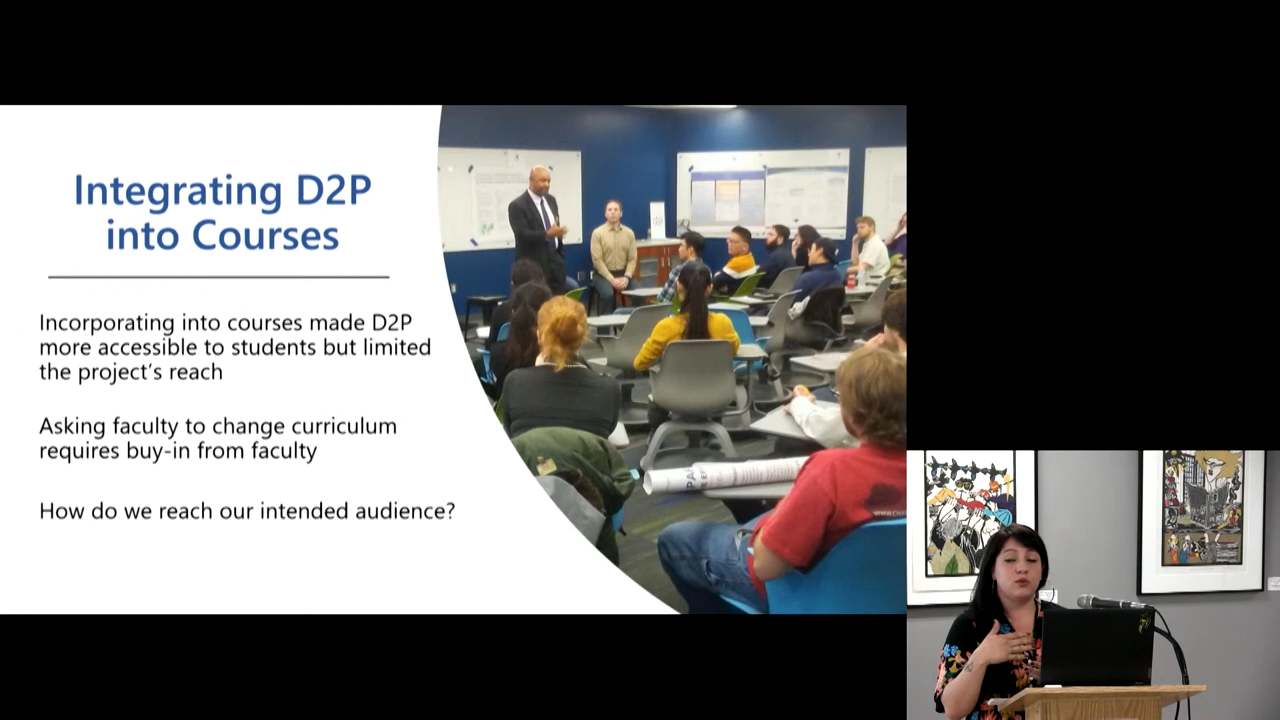 Integrating D2P
into Courses
Incorporating into courses made D2P
more accessible to students but limited
the project's reach
Asking faculty to change curriculum
requires buy-in from faculty
How do we reach our intended audience?